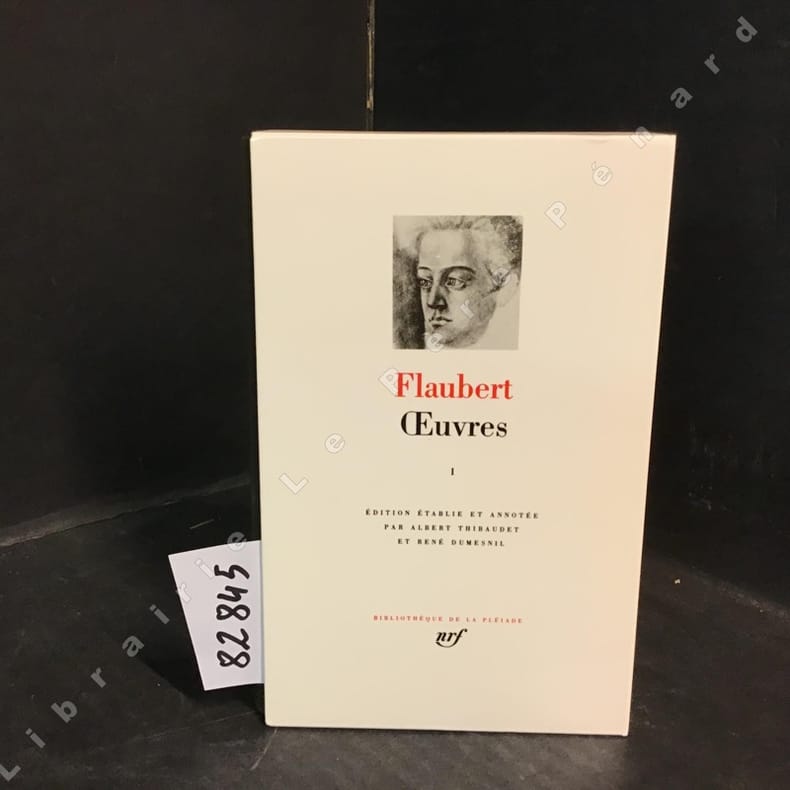 Flaubert
Œuvres
I
ÉDITION ÉTABLIE ET ANNOTÉE
PAR ALBERT THIBAUDET
ET RENÉ DUMESNIL
BIBLIOTHÈQUE DE LA PLÉIADE
nrf
82845
Librairie Le Père Pénard